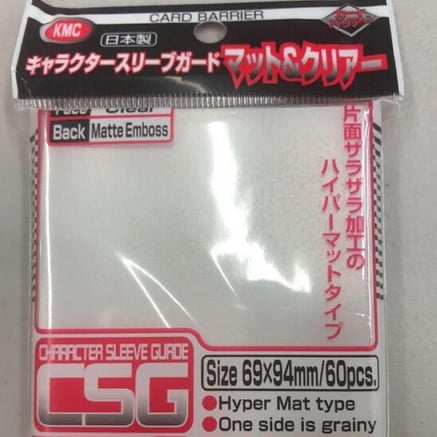 CARD BARRIER
KMC
日本製
キャラクタースリーブガード マット&クリアー
Face Clear
Back Matte Emboss
片面ザラザラ加工の
ハイパーマットタイプ
CHARACTER SLEEVE GUADE
CSG
Size 69×94mm/60pcs.
●Hyper Mat type
●One side is grainy